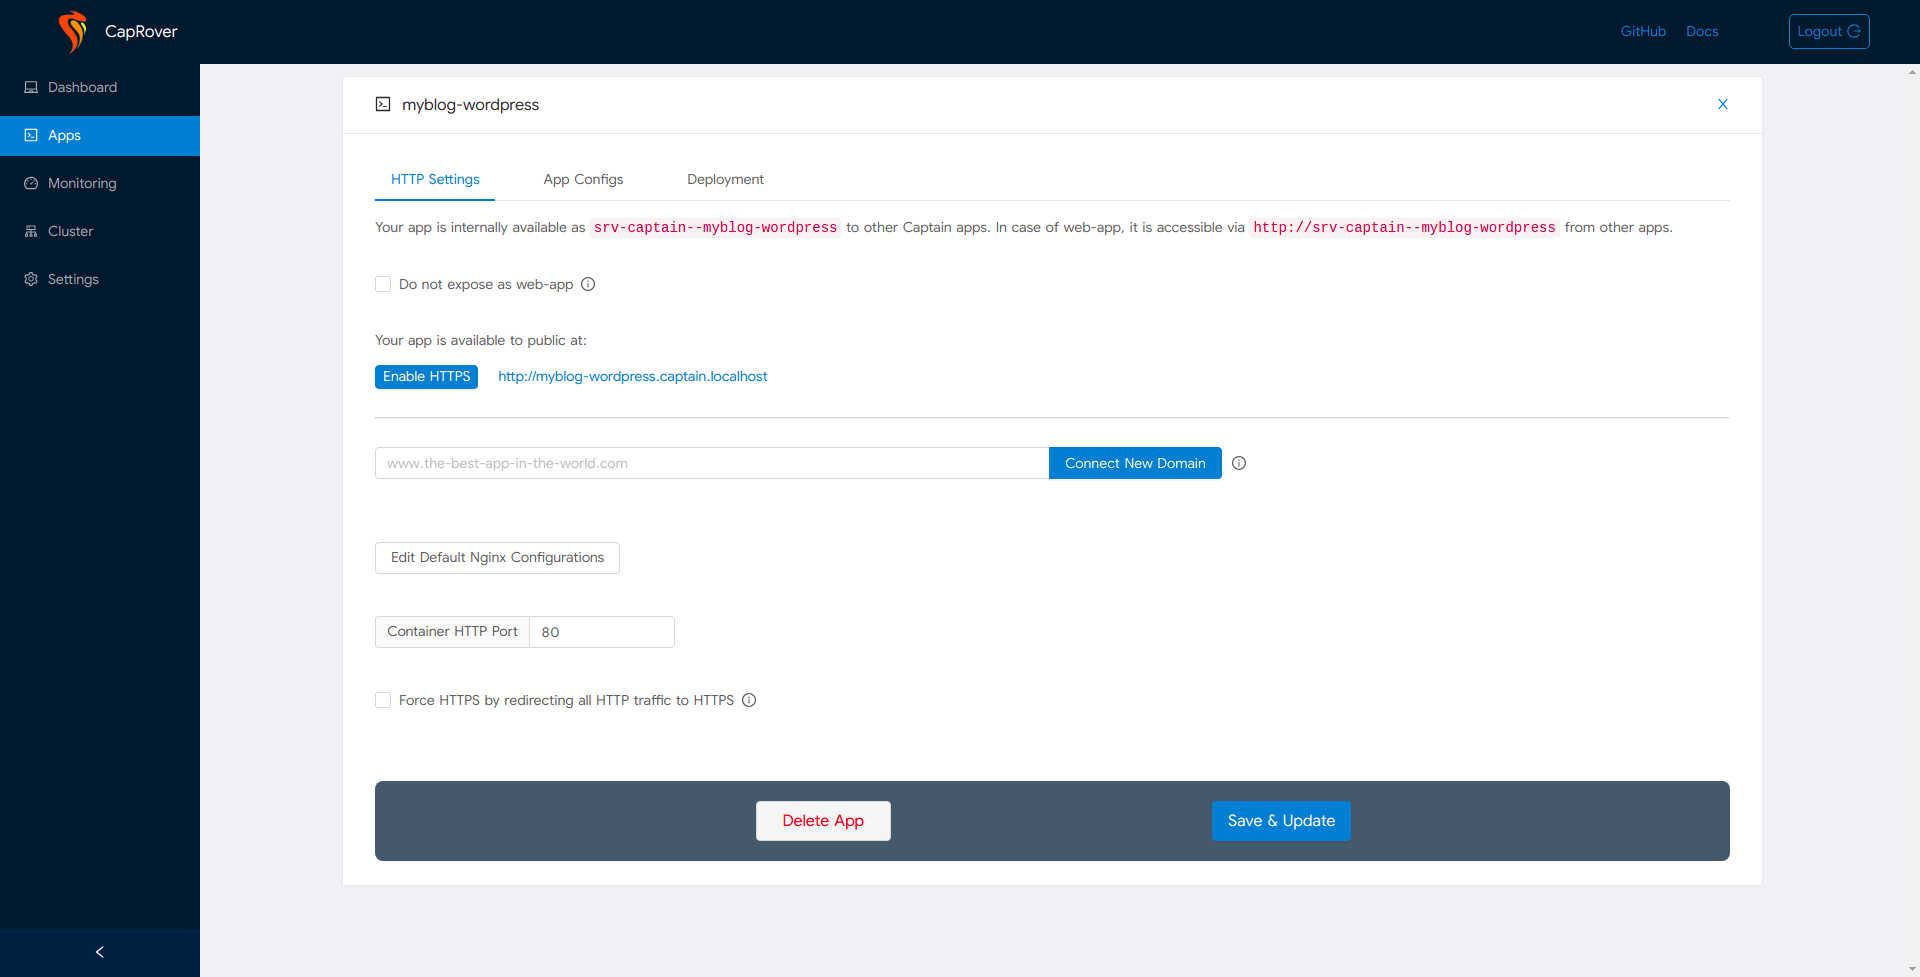 CapRover
GitHub Docs Logout
Dashboard
Apps
Monitoring
Cluster
Settings
myblog-wordpress
X
HTTP Settings App Configs Deployment
Your app is internally available as srv-captain--myblog-wordpress to other Captain apps. In case of web-app, it is accessible via http://srv-captain--myblog-wordpress from other apps.
Do not expose as web-app
Your app is available to public at:
Enable HTTPS http://myblog-wordpress.captain.localhost
www.the-best-app-in-the-world.com Connect New Domain
Edit Default Nginx Configurations
Container HTTP Port 80
Force HTTPS by redirecting all HTTP traffic to HTTPS
Delete App Save & Update